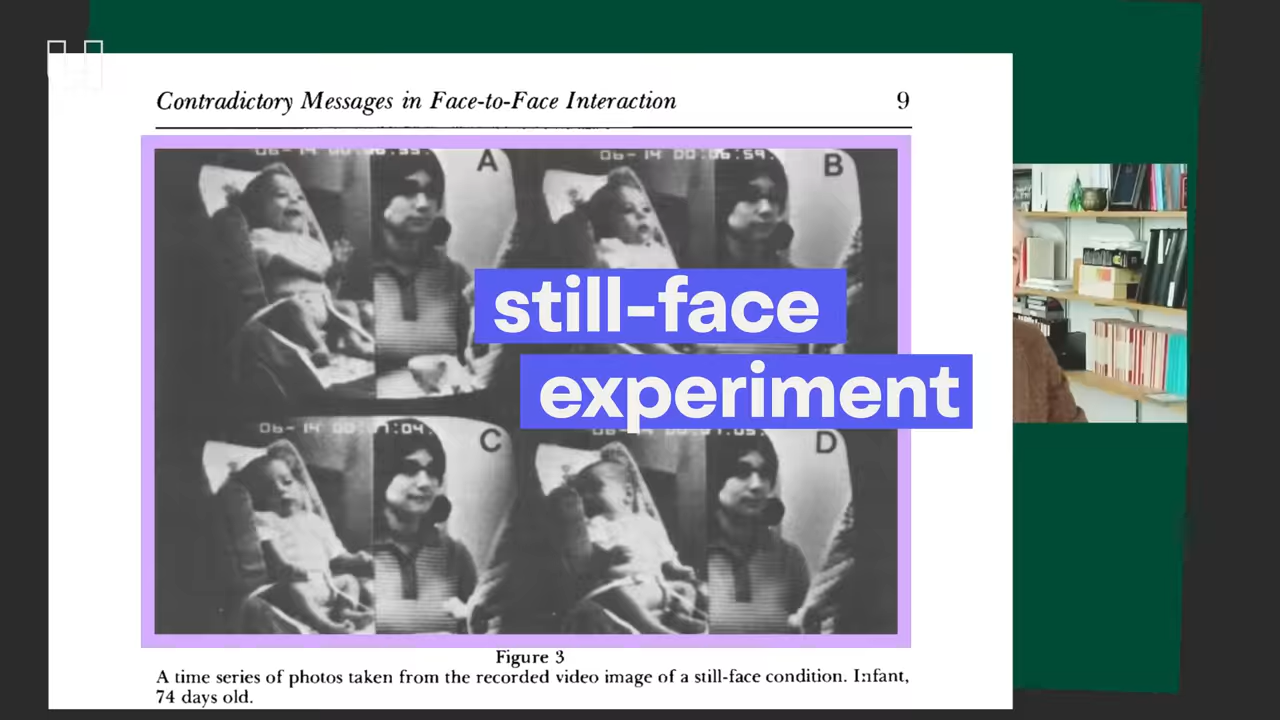 Contradictory Messages in Face-to-Face Interaction 9
A
B
still-face
experiment
C
D
Figure 3
A time series of photos taken from the recorded video image of a still-face condition. Infant,
74 days old.